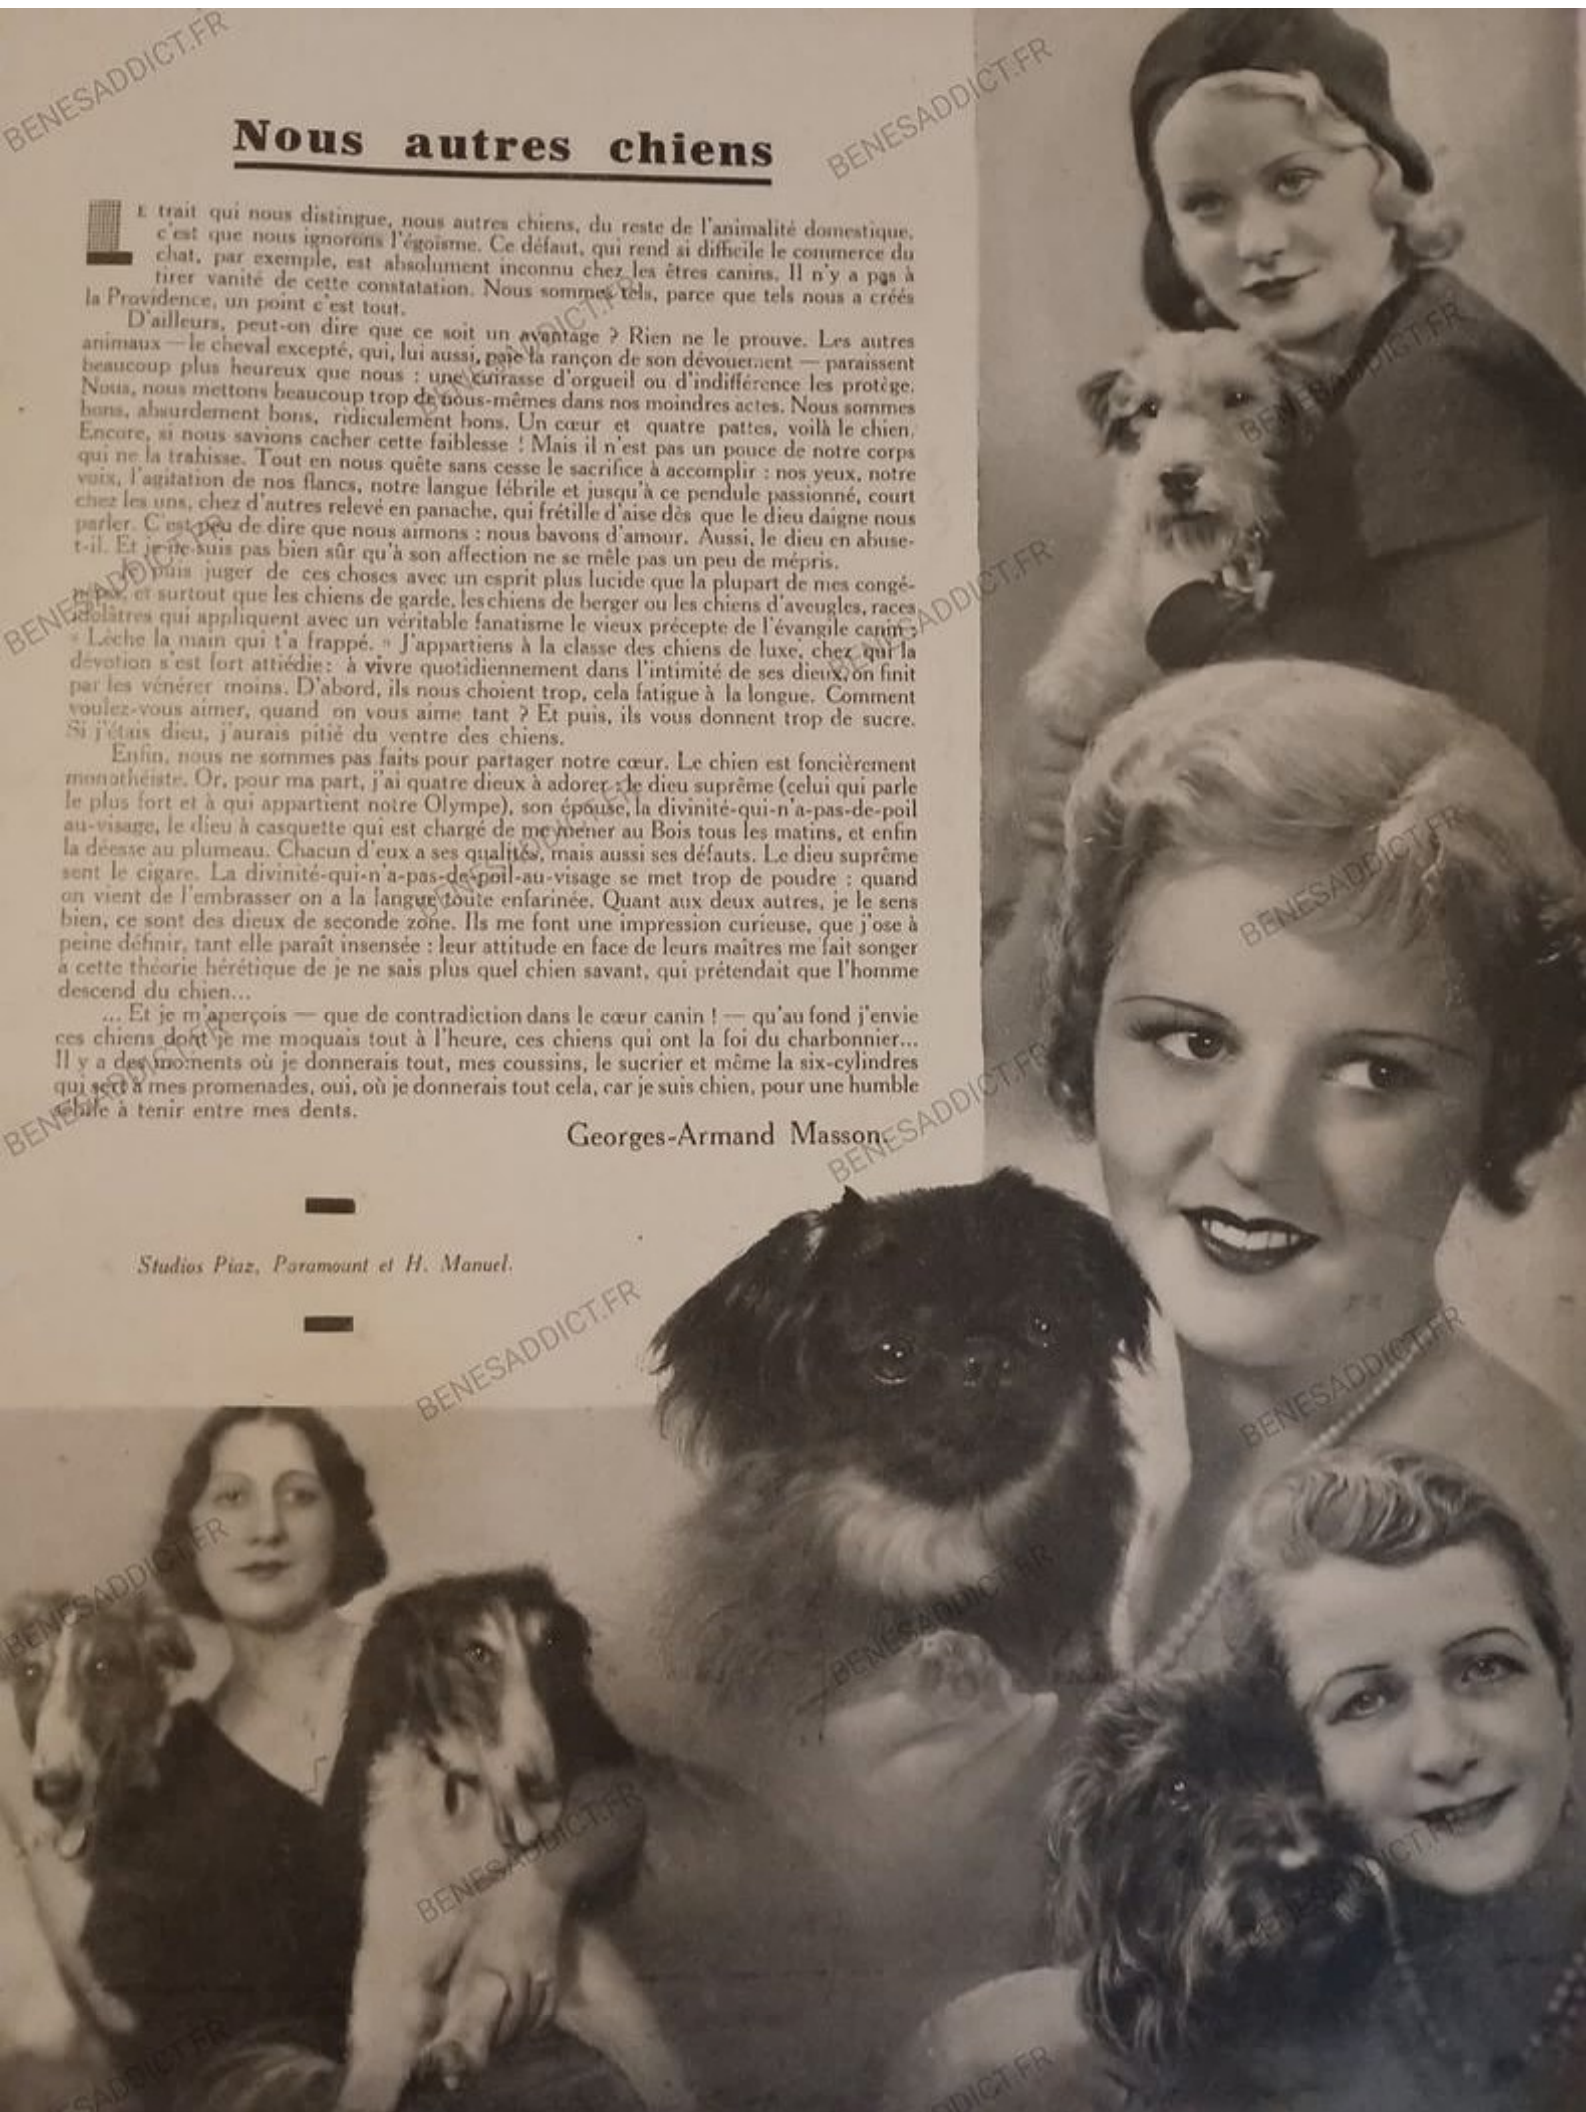 Nous autres chiens
LE trait qui nous distingue, nous autres chiens, du reste de l'animalité domestique,
c'est que nous ignorons l'égoïsme. Ce défaut, qui rend si difficile le commerce du
chat, par exemple, est absolument inconnu chez les êtres canins. Il n'y a pas à
tirer vanité de cette constatation. Nous sommes tels, parce que tels nous a créés
la Providence, un point c'est tout.
D'ailleurs, peut-on dire que ce soit un avantage ? Rien ne le prouve. Les autres
animaux — le cheval excepté, qui, lui aussi, paie la rançon de son dévouement — paraissent
beaucoup plus heureux que nous : une cuirasse d'orgueil ou d'indifférence les protège.
Nous, nous mettons beaucoup trop de nous-mêmes dans nos moindres actes. Nous sommes
bons, absurdement bons, ridiculement bons. Un cœur et quatre pattes, voilà le chien.
Encore, si nous savions cacher cette faiblesse ! Mais il n'est pas un pouce de notre corps
qui ne la trahisse. Tout en nous quête sans cesse le sacrifice à accomplir : nos yeux, notre
voix, l'agitation de nos flancs, notre langue fébrile et jusqu'à ce pendule passionné, court
chez les uns, chez d'autres relevé en panache, qui frétille d'aise dès que le dieu daigne nous
parler. C'est peu de dire que nous aimons : nous bavons d'amour. Aussi, le dieu en abuse-
t-il. Et je ne suis pas bien sûr qu'à son affection ne se mêle pas un peu de mépris.
Je puis juger de ces choses avec un esprit plus lucide que la plupart de mes congé-
nères, et surtout que les chiens de garde, les chiens de berger ou les chiens d'aveugles, races
idolâtres qui appliquent avec un véritable fanatisme le vieux précepte de l'évangile canin :
« Lèche la main qui t'a frappé. » J'appartiens à la classe des chiens de luxe, chez qui la
dévotion s'est fort attiédie : à vivre quotidiennement dans l'intimité de ses dieux, on finit
par les vénérer moins. D'abord, ils nous choient trop, cela fatigue à la longue. Comment
voulez-vous aimer, quand on vous aime tant ? Et puis, ils vous donnent trop de sucre.
Si j'étais dieu, j'aurais pitié du ventre des chiens.
Enfin, nous ne sommes pas faits pour partager notre cœur. Le chien est foncièrement
monothéiste. Or, pour ma part, j'ai quatre dieux à adorer : le dieu suprême (celui qui parle
le plus fort et à qui appartient notre Olympe), son épouse, la divinité-qui-n'a-pas-de-poil
au-visage, le dieu à casquette qui est chargé de me mener au Bois tous les matins, et enfin
la déesse au plumeau. Chacun d'eux a ses qualités, mais aussi ses défauts. Le dieu suprême
sent le cigare. La divinité-qui-n'a-pas-de-poil-au-visage se met trop de poudre : quand
on vient de l'embrasser on a la langue toute enfarinée. Quant aux deux autres, je le sens
bien, ce sont des dieux de seconde zone. Ils me font une impression curieuse, que j'ose à
peine définir, tant elle paraît insensée : leur attitude en face de leurs maîtres me fait songer
à cette théorie hérétique de je ne sais plus quel chien savant, qui prétendait que l'homme
descend du chien...
... Et je m'aperçois — que de contradiction dans le cœur canin ! — qu'au fond j'envie
ces chiens dont je me moquais tout à l'heure, ces chiens qui ont la foi du charbonnier...
Il y a des moments où je donnerais tout, mes coussins, le sucrier et même la six-cylindres
qui sert à mes promenades, oui, où je donnerais tout cela, car je suis chien, pour une humble
sébile à tenir entre mes dents.
Georges-Armand Masson.
Studios Piaz, Paramount et H. Manuel.
BENESADDICT.FR